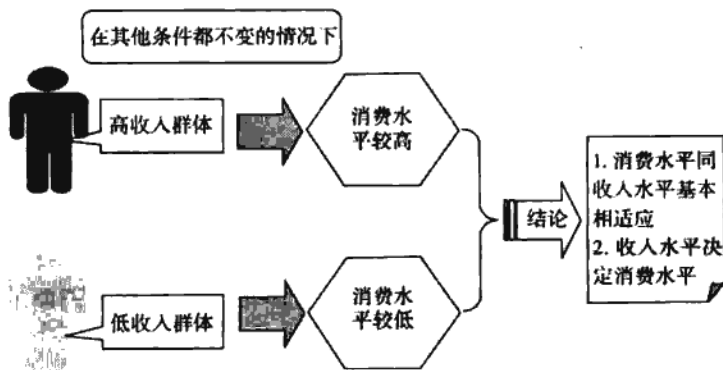 在其他条件都不变的情况下
高收入群体
消费水
平较高
低收入群体
消费水
平较低
结论
1. 消费水平同
收入水平基本
相适应
2. 收入水平决
定消费水平